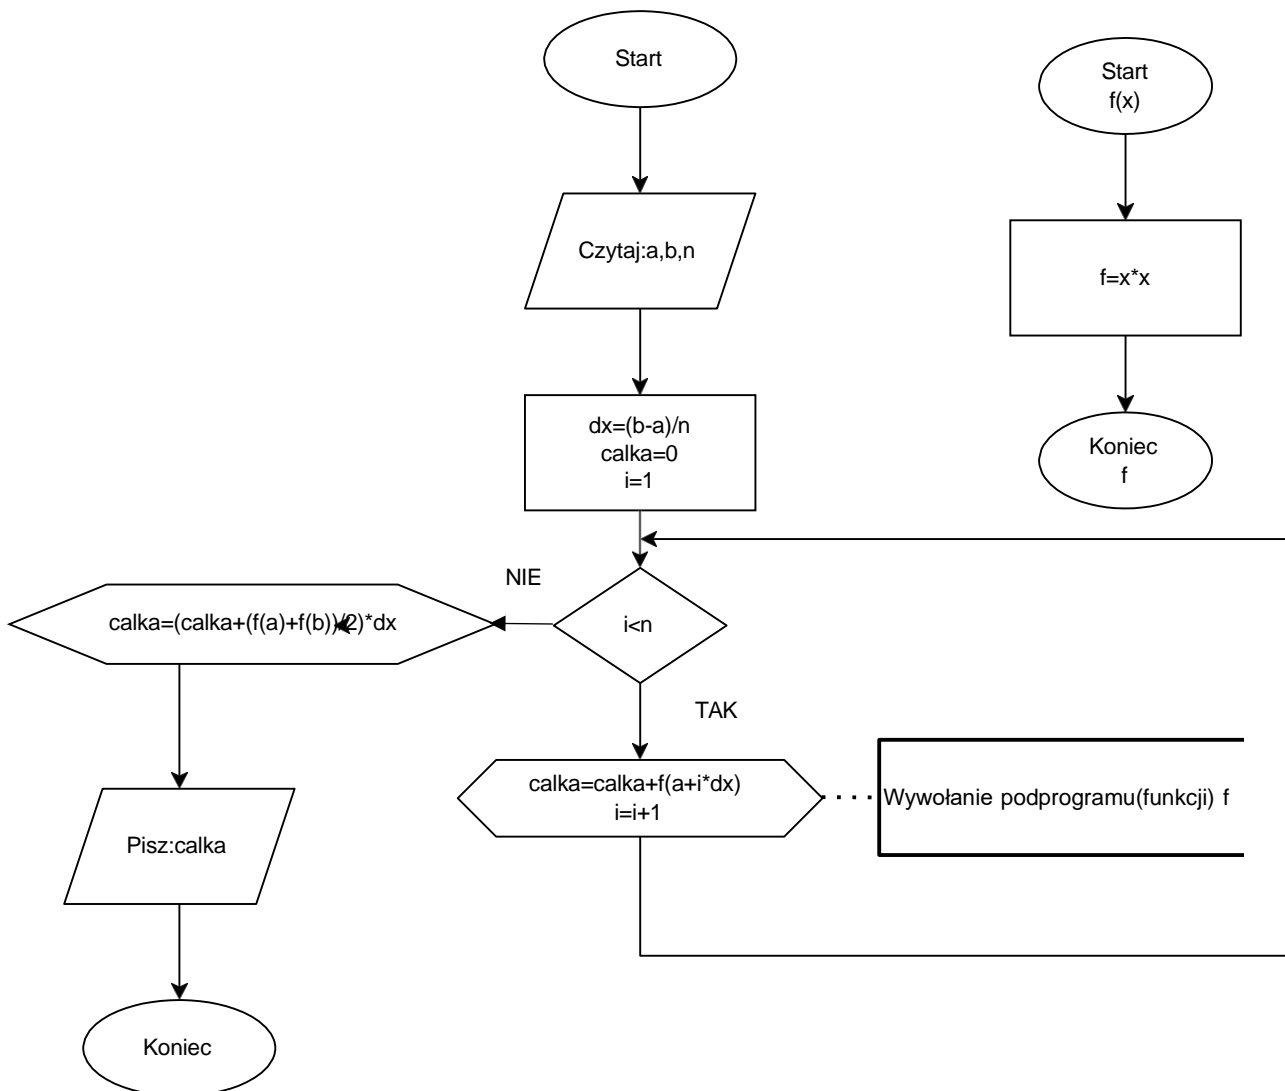 Start
Czytaj:a,b,n
dx=(b-a)/n
calka=0
i=1
i<n
NIE
calka=(calka+(f(a)+f(b))/2)*dx
Pisz:calka
Koniec
TAK
calka=calka+f(a+i*dx)
i=i+1
Wywołanie podprogramu(funkcji) f
Start
f(x)
f=x*x
Koniec
f